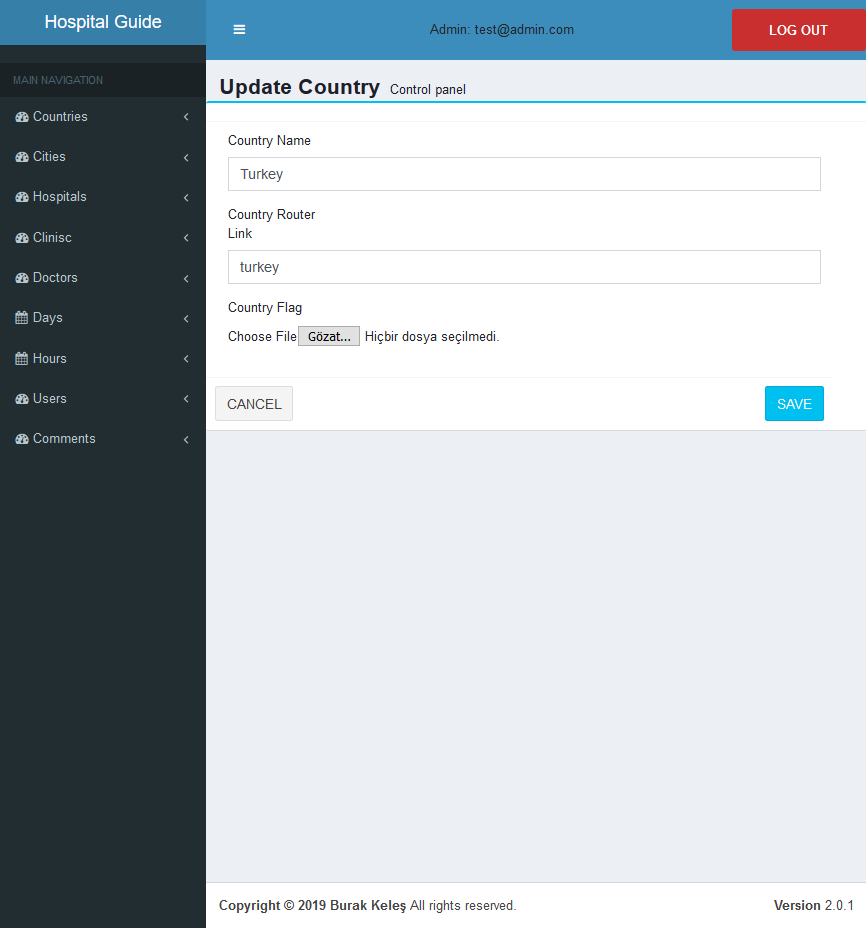 Hospital Guide
Admin: test@admin.com
LOG OUT
MAIN NAVIGATION
Countries
Cities
Hospitals
Clinisc
Doctors
Days
Hours
Users
Comments
Update Country Control panel
Country Name
Turkey
Country Router
Link
turkey
Country Flag
Choose File Gözat... Hiçbir dosya seçilmedi.
CANCEL
SAVE
Copyright © 2019 Burak Keleş All rights reserved.
Version 2.0.1